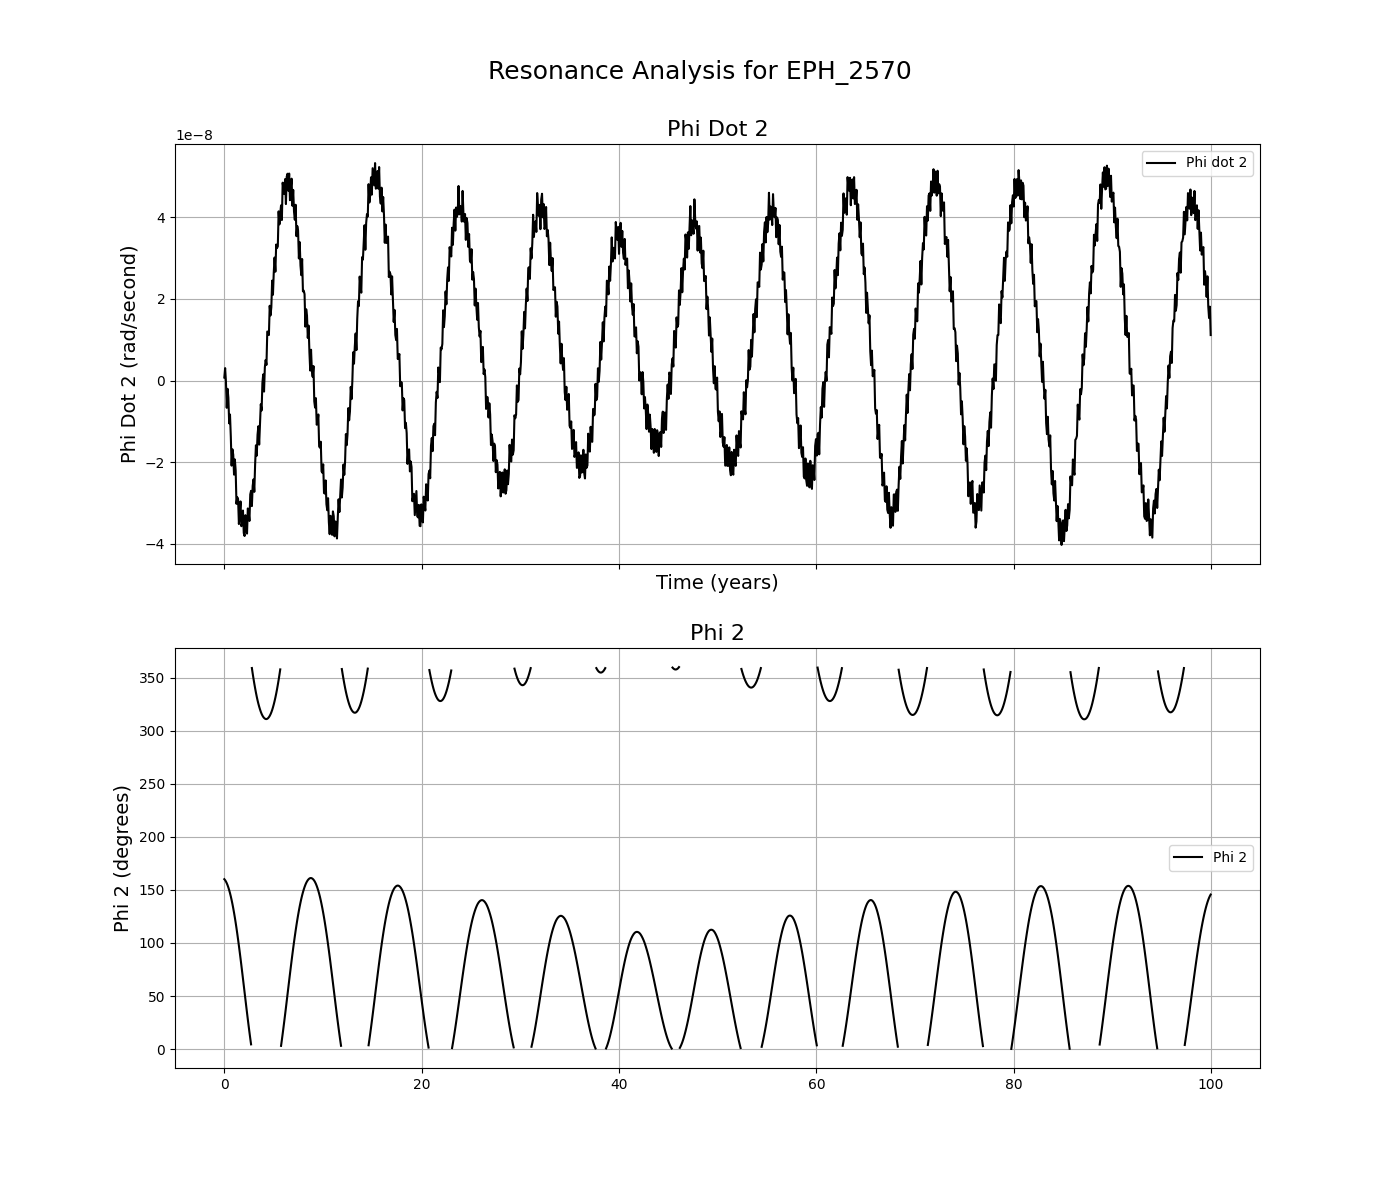 Resonance Analysis for EPH_2570
Phi Dot 2
1e−8
Phi dot 2
4
2
0
−2
−4
Phi Dot 2 (rad/second)
Time (years)
Phi 2
350
300
250
200
150
100
50
0
Phi 2 (degrees)
Phi 2
0 20 40 60 80 100